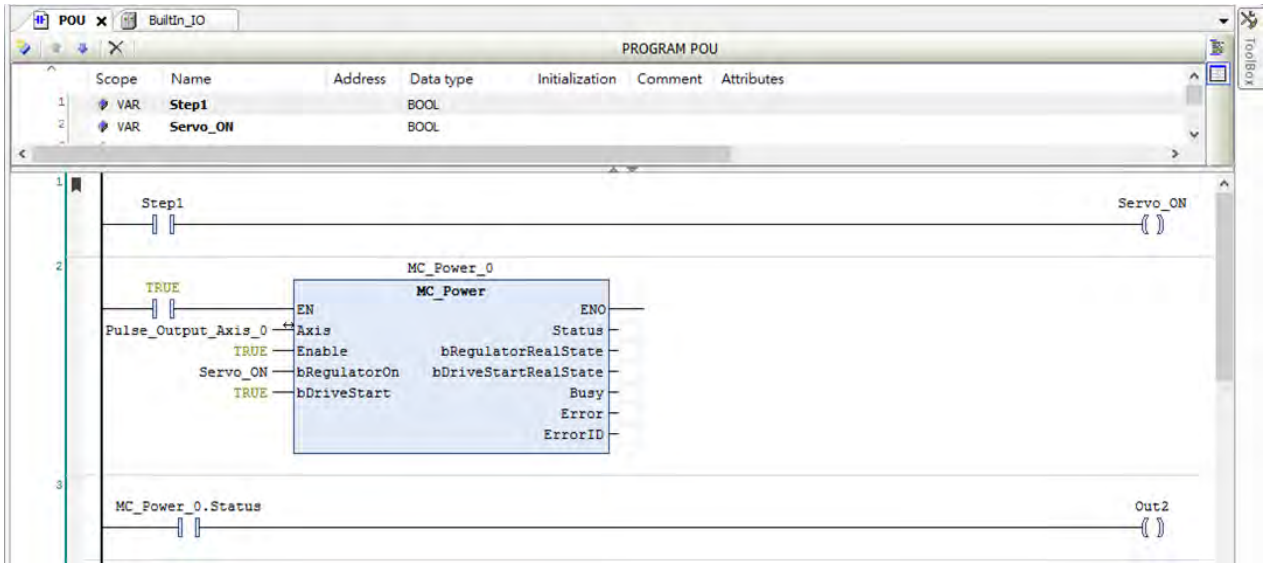 POU BuiltIn_IO
PROGRAM POU
ToolBox
Scope Name Address Data type Initialization Comment Attributes
1 VAR Step1 BOOL
2 VAR Servo_ON BOOL
1
Step1 Servo_ON
2
MC_Power_0
TRUE MC_Power
EN ENO
Pulse_Output_Axis_0 Axis Status
TRUE Enable bRegulatorRealState
Servo_ON bRegulatorOn bDriveStartRealState
TRUE bDriveStart Busy
Error
ErrorID
3
MC_Power_0.Status Out2